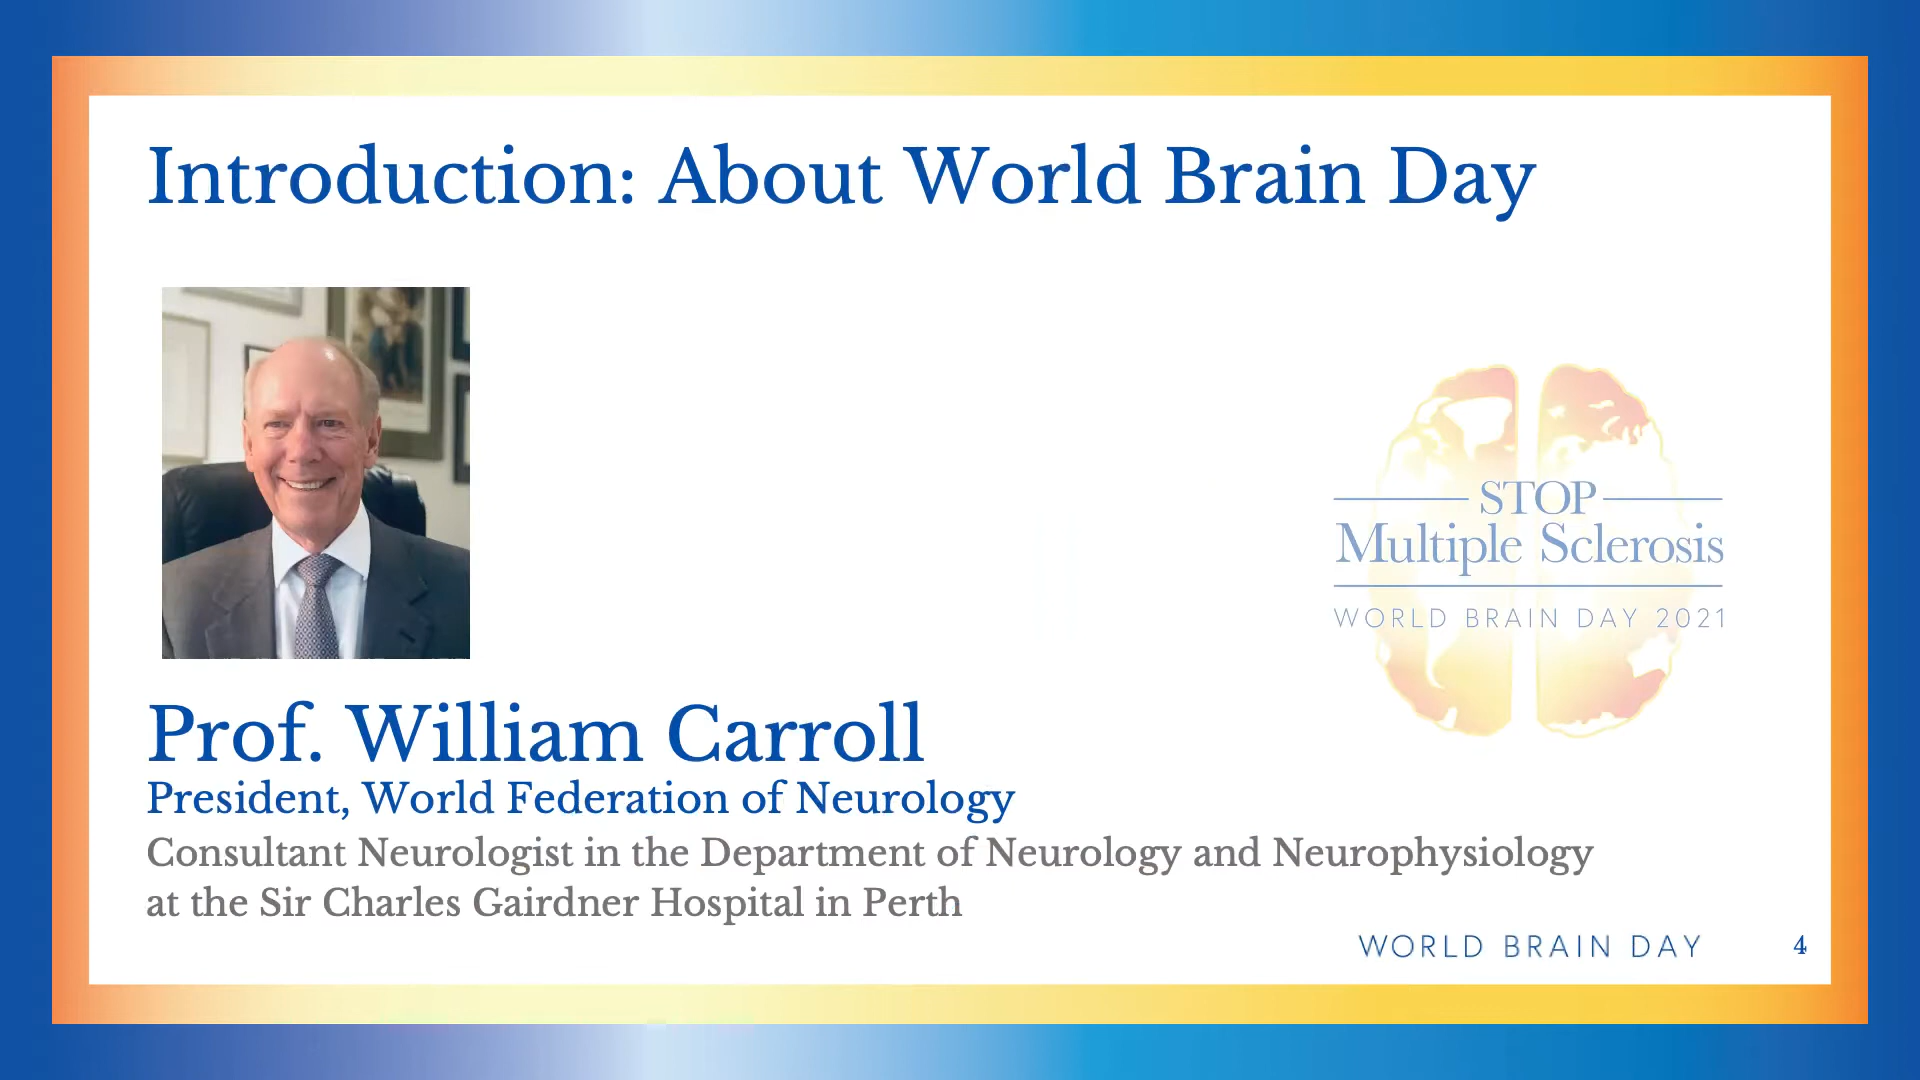 Introduction: About World Brain Day
STOP
Multiple Sclerosis
WORLD BRAIN DAY 2021
Prof. William Carroll
President, World Federation of Neurology
Consultant Neurologist in the Department of Neurology and Neurophysiology
at the Sir Charles Gairdner Hospital in Perth
WORLD BRAIN DAY 4